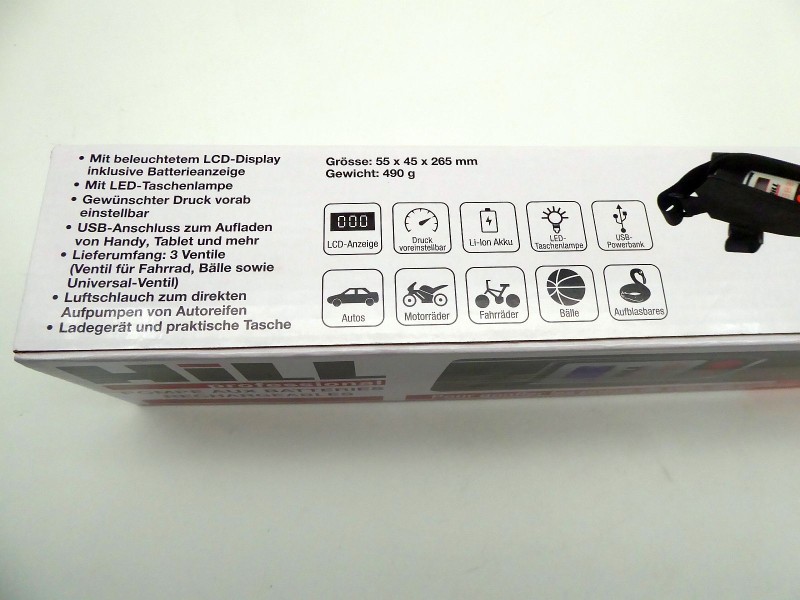 • Mit beleuchtetem LCD-Display
inklusive Batterieanzeige
• Mit LED-Taschenlampe
• Gewünschter Druck vorab
einstellbar
• USB-Anschluss zum Aufladen
von Handy, Tablet und mehr
• Lieferumfang: 3 Ventile
(Ventil für Fahrrad, Bälle sowie
Universal-Ventil)
• Luftschlauch zum direkten
Aufpumpen von Autoreifen
• Ladegerät und praktische Tasche
Grösse: 55 x 45 x 265 mm
Gewicht: 490 g
000
LCD-Anzeige
Druck
voreinstellbar
Li-Ion Akku
LED-
Taschenlampe
USB-
Powerbank
Autos
Motorräder
Fahrräder
Bälle
Aufblasbares
HiLL
professional
RECHARGEABLES